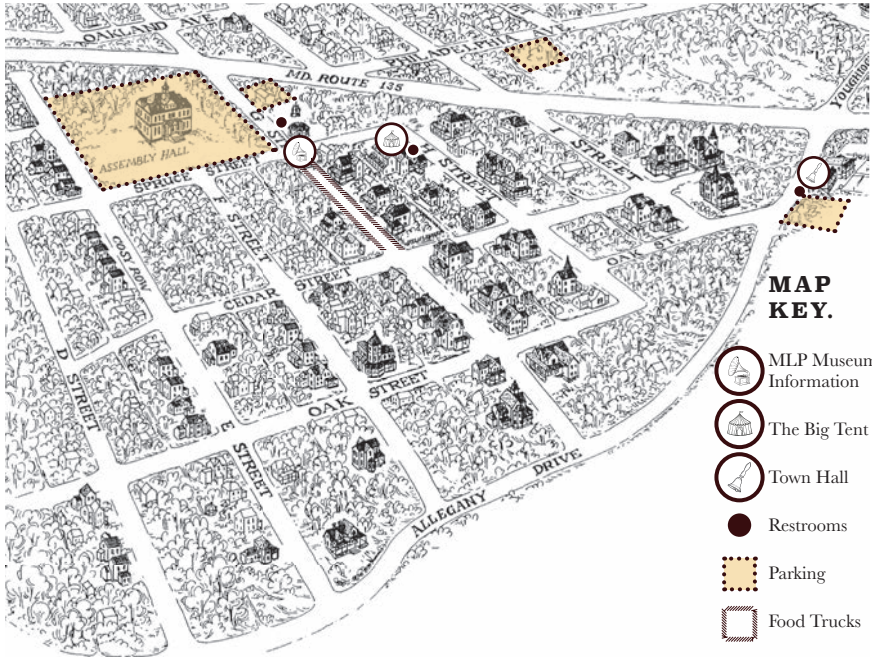 OAKLAND AVE
PHILADELPHIA
MD. ROUTE 135
G ST
I STREET
H STREET
ASSEMBLY HALL
SPRUCE STREET
F STREET
COSY ROW
CEDAR STREET
OAK ST
D STREET
OAK STREET
E STREET
ALLEGANY DRIVE
MAP
KEY.
MLP Museum
Information
The Big Tent
Town Hall
Restrooms
Parking
Food Trucks